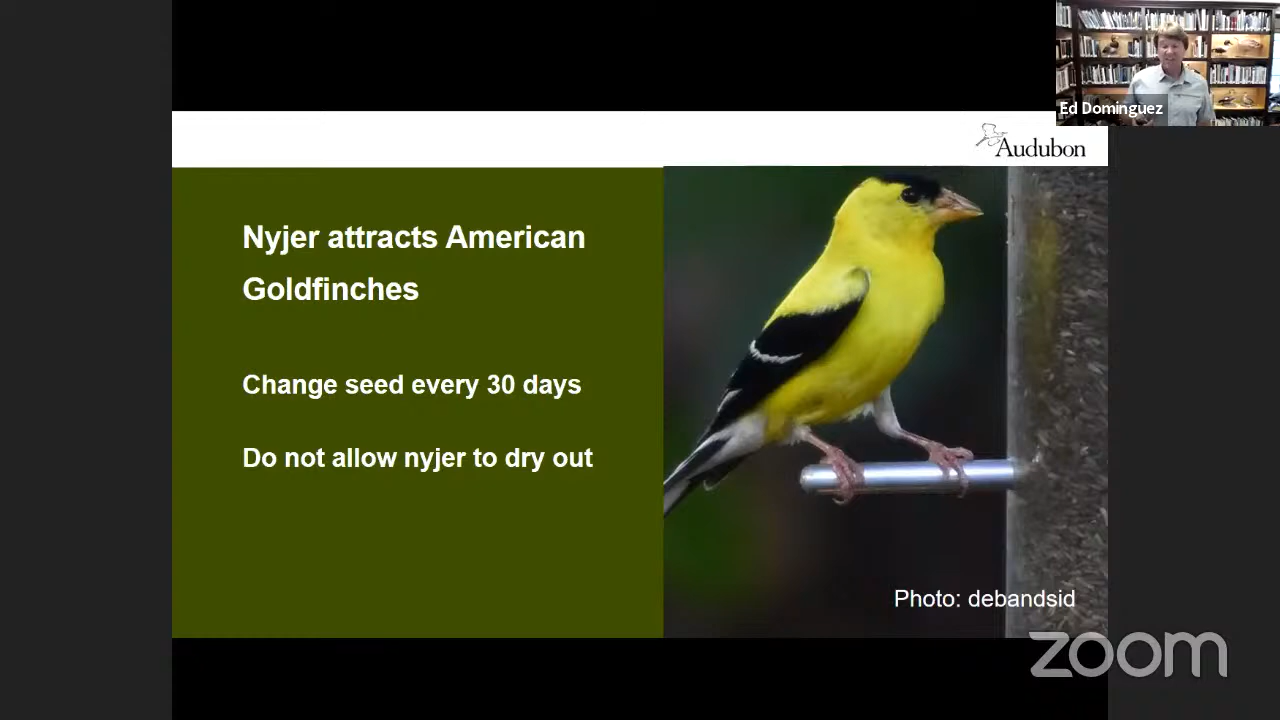 Ed Dominguez
Audubon
Nyjer attracts American
Goldfinches
Change seed every 30 days
Do not allow nyjer to dry out
Photo: debandsid
zoom